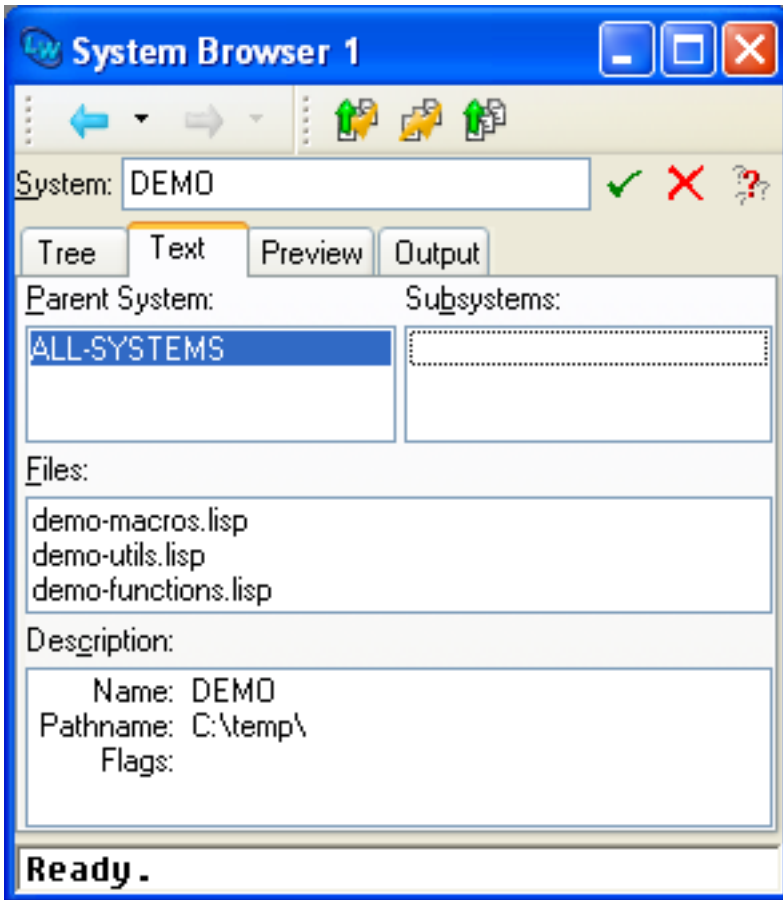 LW System Browser 1
System: DEMO
Tree Text Preview Output
Parent System: Subsystems:
ALL-SYSTEMS
Files:
demo-macros.lisp
demo-utils.lisp
demo-functions.lisp
Description:
Name: DEMO
Pathname: C:\temp\
Flags:
Ready.